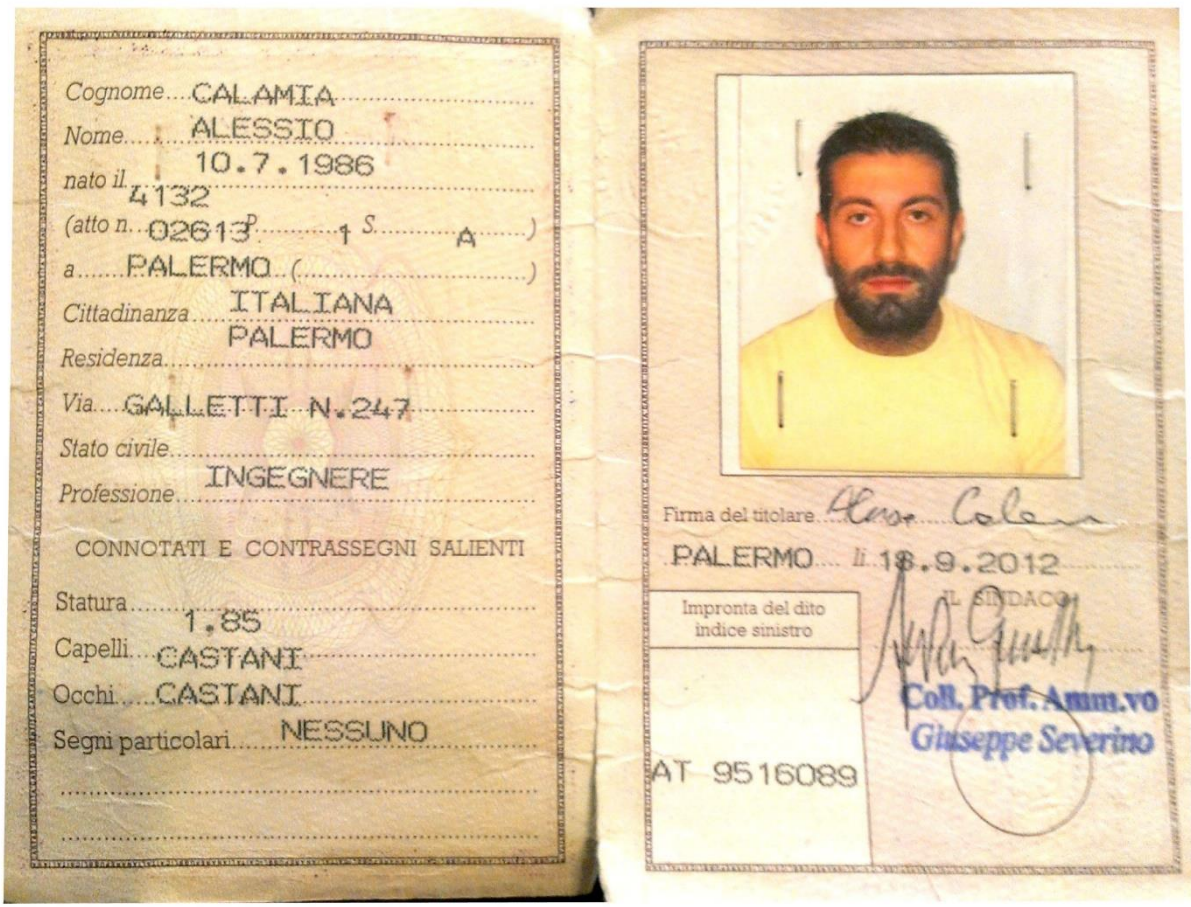 Cognome....CALAMIA
Nome....ALESSIO
nato il....10.7.1986
4132
(atto n. 02613 P. 1 S. A )
a....PALERMO (....)
Cittadinanza....ITALIANA
Residenza....PALERMO
Via....GALLETTI N.247
Stato civile
Professione....INGEGNERE
CONNOTATI E CONTRASSEGNI SALIENTI
Statura....1.85
Capelli....CASTANI
Occhi....CASTANI
Segni particolari....NESSUNO
Firma del titolare
PALERMO li 18.9.2012
IL SINDACO
Impronta del dito
indice sinistro
Coll. Prof. Amm.vo
Giuseppe Severino
AT 9516089